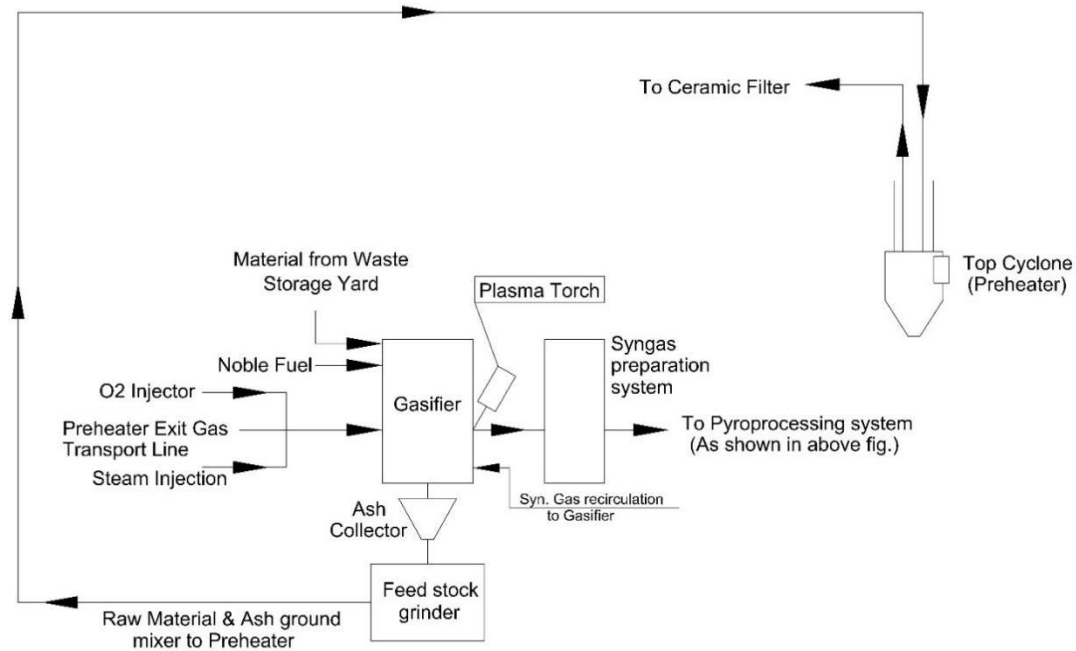 To Ceramic Filter
Top Cyclone
(Preheater)
Material from Waste
Storage Yard
Plasma Torch
Syngas
preparation
system
Noble Fuel
O2 Injector
Gasifier
Preheater Exit Gas
Transport Line
To Pyroprocessing system
(As shown in above fig.)
Steam Injection
Syn. Gas recirculation
to Gasifier
Ash
Collector
Feed stock
grinder
Raw Material & Ash ground
mixer to Preheater